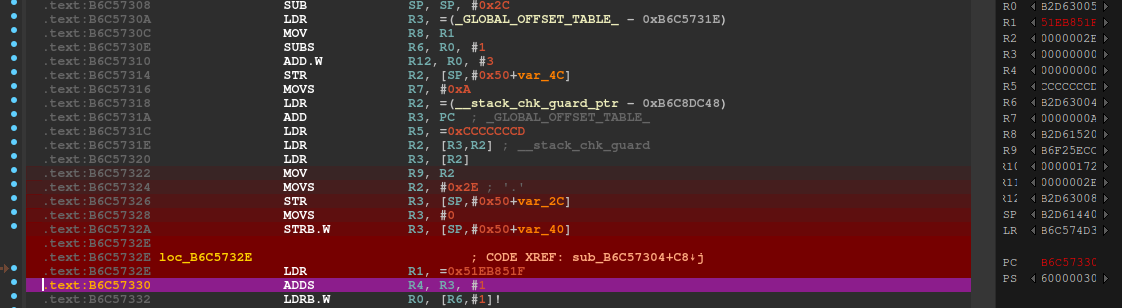 .text:B6C57308 SUB SP, SP, #0x2C
.text:B6C5730A LDR R3, =(_GLOBAL_OFFSET_TABLE_ - 0xB6C5731E)
.text:B6C5730C MOV R8, R1
.text:B6C5730E SUBS R6, R0, #1
.text:B6C57310 ADD.W R12, R0, #3
.text:B6C57314 STR R2, [SP,#0x50+var_4C]
.text:B6C57316 MOVS R7, #0xA
.text:B6C57318 LDR R2, =(__stack_chk_guard_ptr - 0xB6C8DC48)
.text:B6C5731A ADD R3, PC ; _GLOBAL_OFFSET_TABLE_
.text:B6C5731C LDR R5, =0xCCCCCCCD
.text:B6C5731E LDR R2, [R3,R2] ; __stack_chk_guard
.text:B6C57320 LDR R3, [R2]
.text:B6C57322 MOV R9, R2
.text:B6C57324 MOVS R2, #0x2E ; '.'
.text:B6C57326 STR R3, [SP,#0x50+var_2C]
.text:B6C57328 MOVS R3, #0
.text:B6C5732A STRB.W R3, [SP,#0x50+var_40]
.text:B6C5732E
.text:B6C5732E loc_B6C5732E ; CODE XREF: sub_B6C57304+C8↓j
.text:B6C5732E LDR R1, =0x51EB851F
.text:B6C57330 ADDS R4, R3, #1
.text:B6C57332 LDRB.W R0, [R6,#1]!
R0 B2D63005
R1 51EB851F
R2 0000002E
R3 00000000
R4 00000000
R5 CCCCCCCD
R6 B2D63004
R7 0000000A
R8 B2D61520
R9 B6F25ECC
R10 00000172
R11 0000002E
R12 B2D63008
SP B2D61440
LR B6C574D3
PC B6C57330
PS 60000030